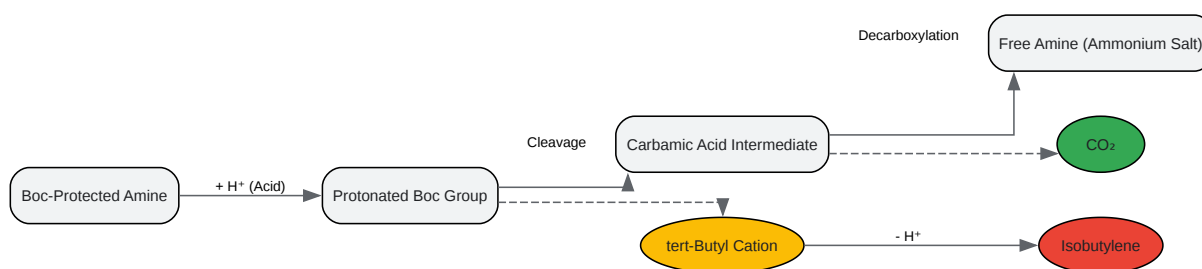 Decarboxylation
Free Amine (Ammonium Salt)
Cleavage
Carbamic Acid Intermediate
CO₂
Boc-Protected Amine
+ H⁺ (Acid)
Protonated Boc Group
tert-Butyl Cation
- H⁺
Isobutylene